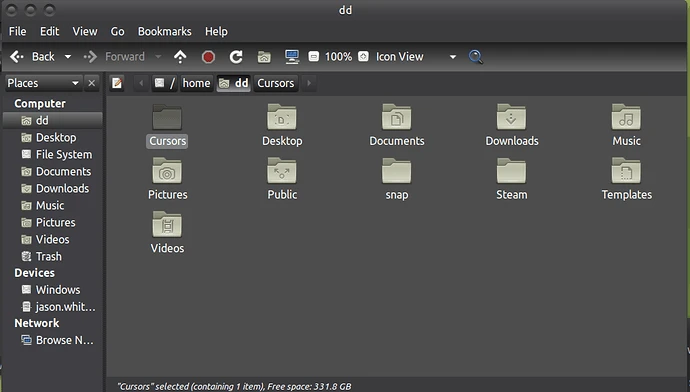 dd
File Edit View Go Bookmarks Help
Back Forward 100% Icon View
Places / home dd Cursors
Computer
dd
Desktop
File System
Documents
Downloads
Music
Pictures
Videos
Trash
Devices
Windows
jason.whit...
Network
Browse N...
Cursors Desktop Documents Downloads Music
Pictures Public snap Steam Templates
Videos
"Cursors" selected (containing 1 item), Free space: 331.8 GB